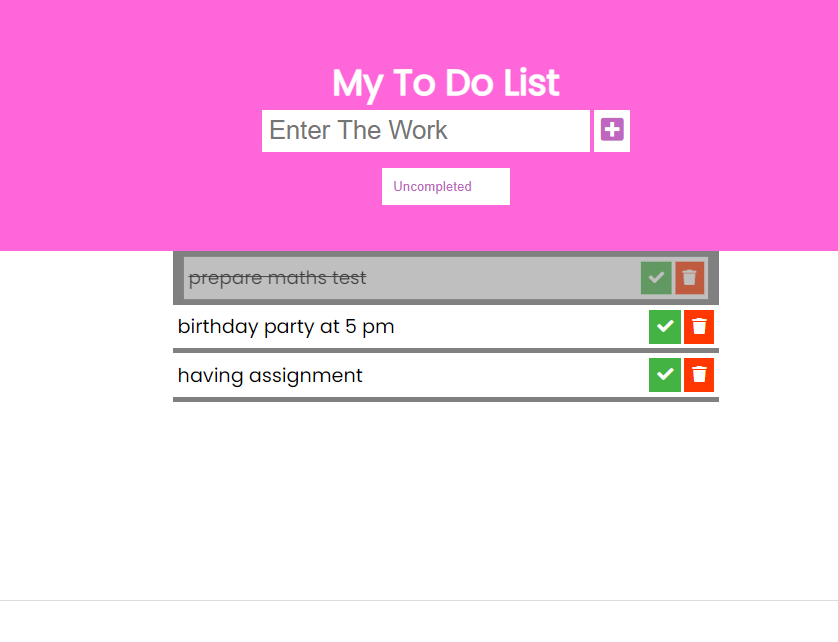 My To Do List
Enter The Work
Uncompleted
prepare maths test
birthday party at 5 pm
having assignment